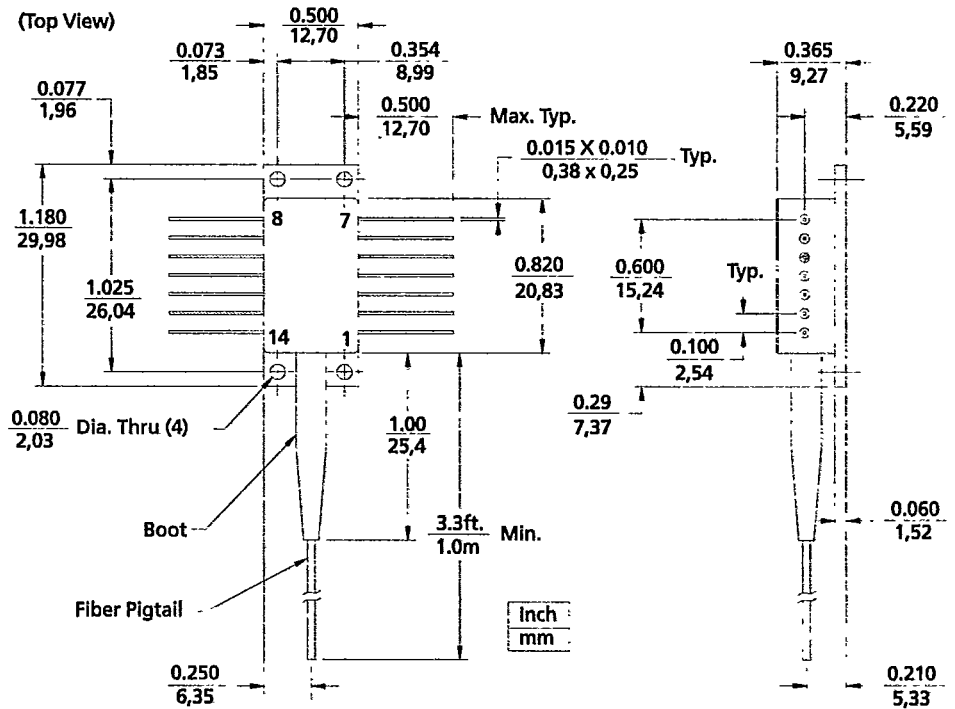 (Top View)
0.500
12,70
0.073
1,85
0.354
8,99
0.365
9,27
0.077
1,96
0.500
12,70
Max. Typ.
0.220
5,59
0.015 X 0.010
0,38 x 0,25
Typ.
8
7
1.180
29,98
0.820
20,83
0.600
15,24
Typ.
1.025
26,04
14
1
0.100
2,54
0.080
2,03
Dia. Thru (4)
1.00
25,4
0.29
7,37
Boot
3.3ft.
1.0m
Min.
0.060
1,52
Fiber Pigtail
Inch
mm
0.250
6,35
0.210
5,33